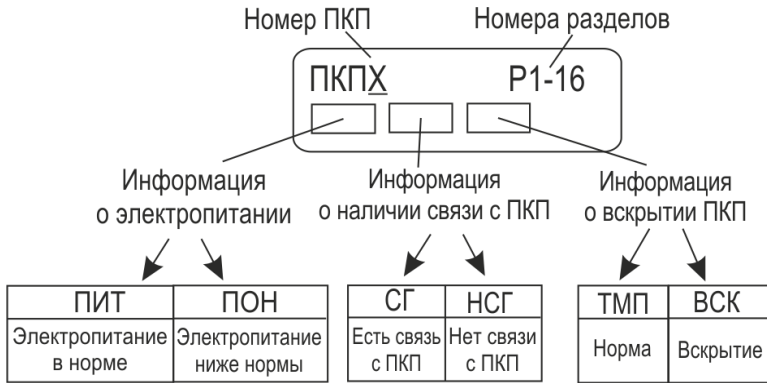 Номер ПКП
Номера разделов
ПКПХ
Р1-16
Информация
о электропитании
Информация
о наличии связи с ПКП
Информация
о вскрытии ПКП
ПИТ
ПОН
Электропитание
в норме
Электропитание
ниже нормы
СГ
НСГ
Есть связь
с ПКП
Нет связи
с ПКП
ТМП
ВСК
Норма
Вскрытие